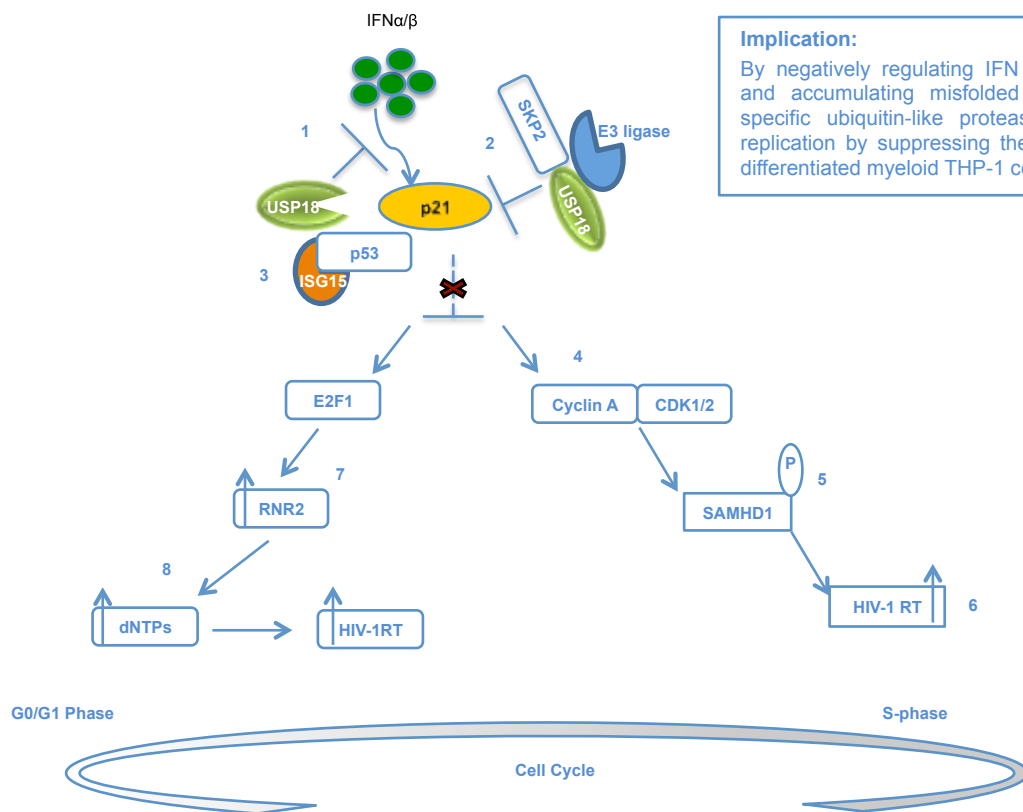 IFNα/β
Implication:
By negatively regulating IFN
and accumulating misfolded
specific ubiquitin-like proteas
replication by suppressing the
differentiated myeloid THP-1 c
1
2
SKP2
E3 ligase
USP18
p21
USP18
p53
3
ISG15
4
E2F1
Cyclin A
CDK1/2
P
7
5
RNR2
SAMHD1
8
HIV-1 RT
6
dNTPs
HIV-1RT
G0/G1 Phase
S-phase
Cell Cycle